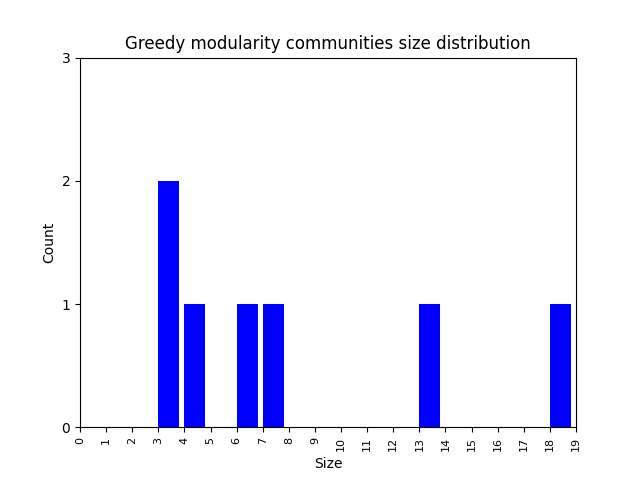 Greedy modularity communities size distribution
3
2
1
0
Count
0 1 2 3 4 5 6 7 8 9 10 11 12 13 14 15 16 17 18 19
Size